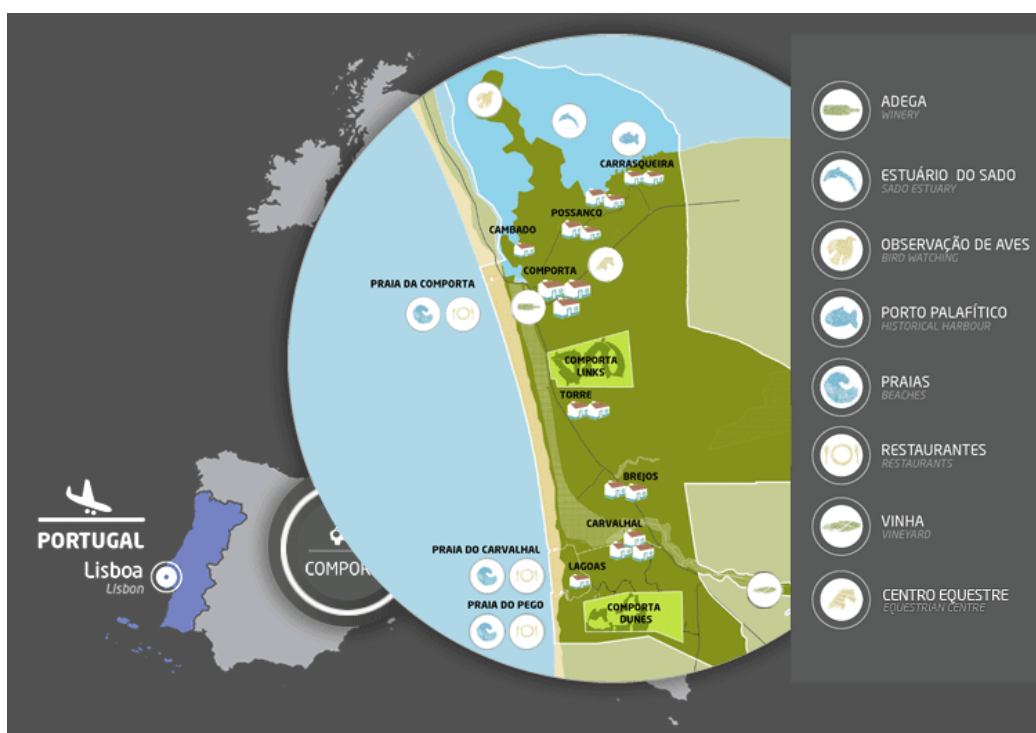 CARRASQUEIRA
POSSANCO
CAMBADO
COMPORTA
PRAIA DA COMPORTA
COMPORTA
LINKS
TORRE
BREJOS
CARVALHAL
PRAIA DO CARVALHAL
LAGOAS
PRAIA DO PEGO
COMPORTA
DUNES
PORTUGAL
Lisboa
Lisbon
COMPOR
ADEGA
WINERY
ESTUÁRIO DO SADO
SADO ESTUARY
OBSERVAÇÃO DE AVES
BIRD WATCHING
PORTO PALAFÍTICO
HISTORICAL HARBOUR
PRAIAS
BEACHES
RESTAURANTES
RESTAURANTS
VINHA
VINEYARD
CENTRO EQUESTRE
EQUESTRIAN CENTRE